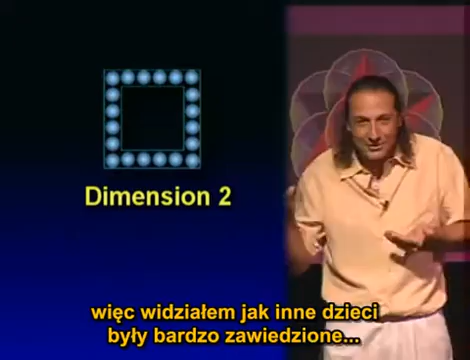 Dimension 2
więc widziałem jak inne dzieci
były bardzo zawiedzione...